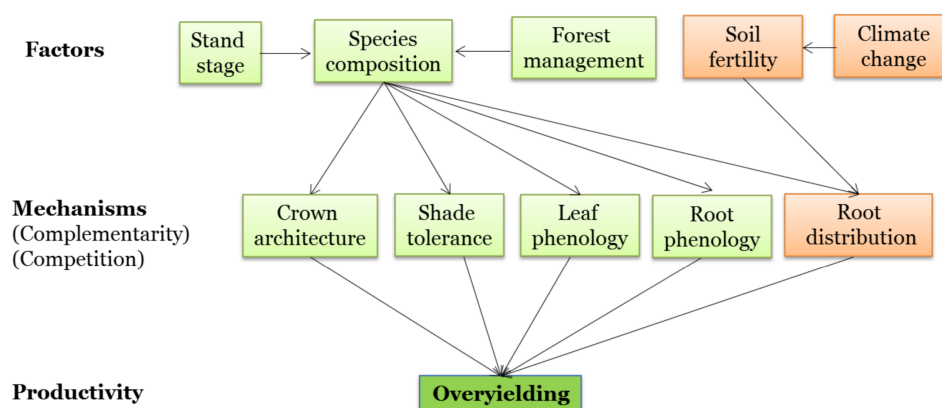 Factors
Stand
stage
Species
composition
Forest
management
Soil
fertility
Climate
change
Mechanisms
(Complementarity)
(Competition)
Crown
architecture
Shade
tolerance
Leaf
phenology
Root
phenology
Root
distribution
Productivity
Overyielding